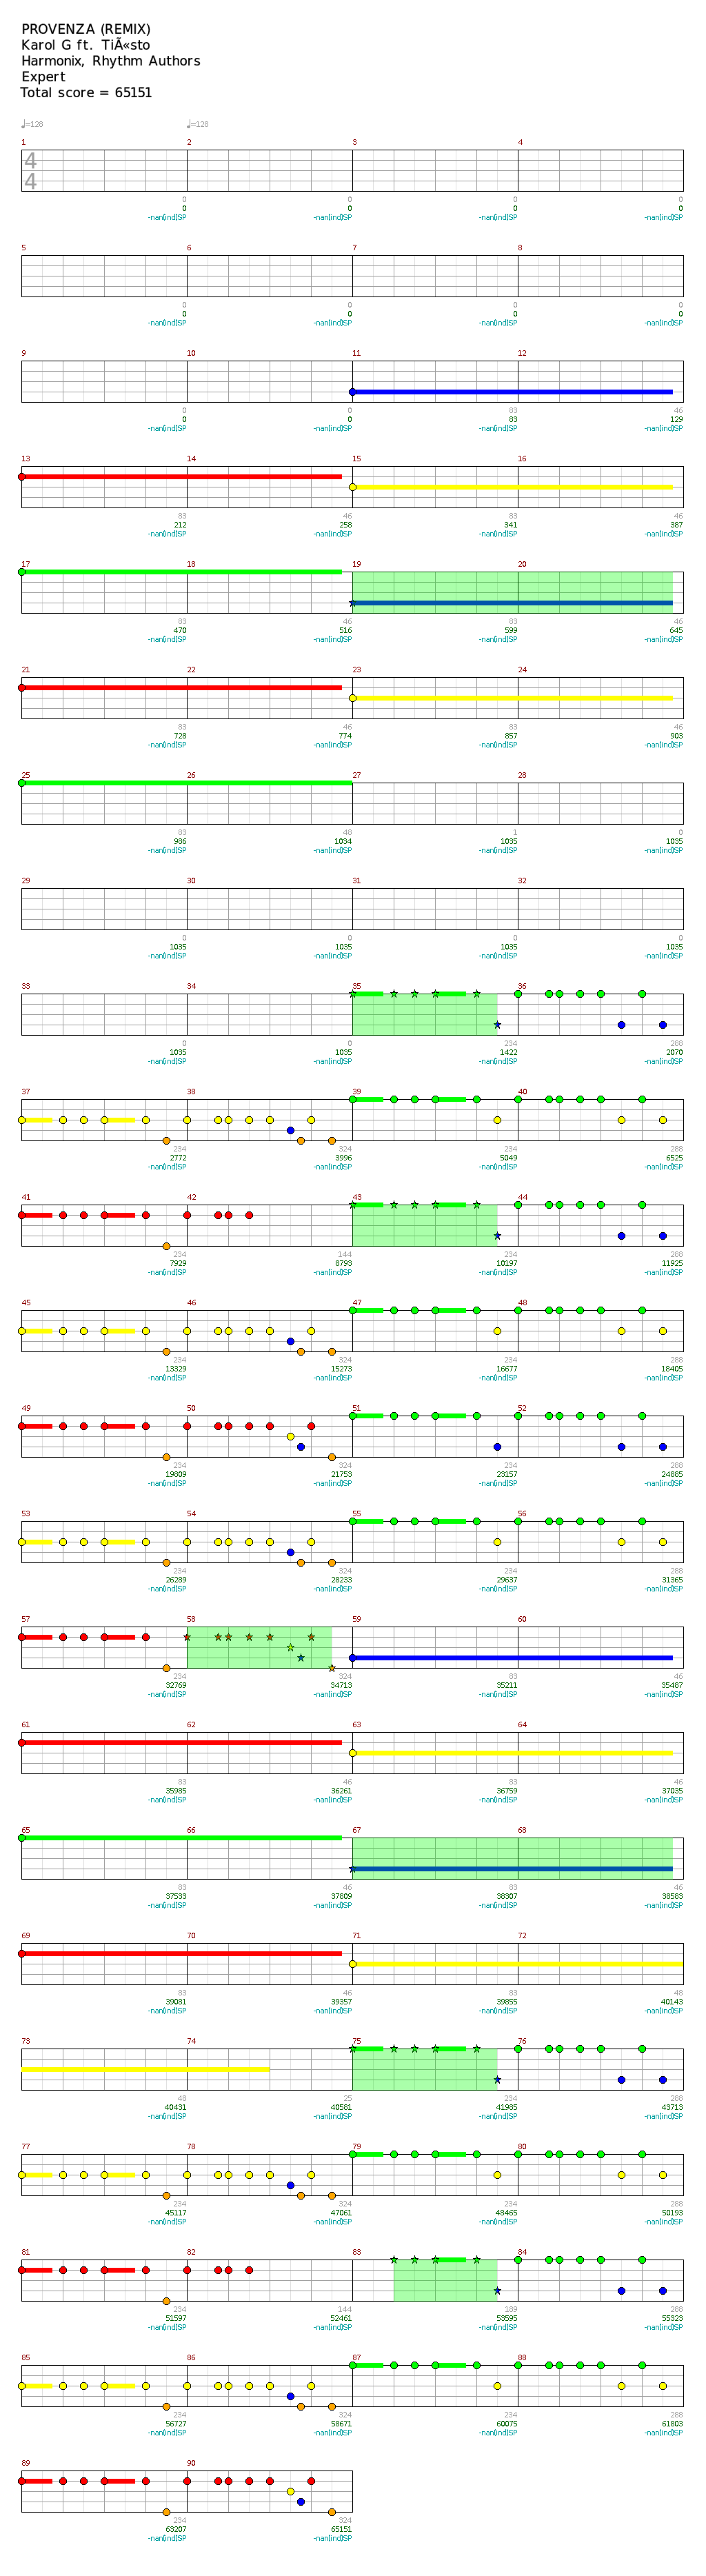 PROVENZA (REMIX)
Karol G ft. TiÃ«sto
Harmonix, Rhythm Authors
Expert
Total score = 65151
♩=128 ♩=128
1 2 3 4
4
4
0 0 0 0
0 0 0 0
-nan(ind)SP -nan(ind)SP -nan(ind)SP -nan(ind)SP
5 6 7 8
0 0 0 0
0 0 0 0
-nan(ind)SP -nan(ind)SP -nan(ind)SP -nan(ind)SP
9 10 11 12
0 0 83 46
0 0 83 129
-nan(ind)SP -nan(ind)SP -nan(ind)SP -nan(ind)SP
13 14 15 16
83 46 83 46
212 258 341 387
-nan(ind)SP -nan(ind)SP -nan(ind)SP -nan(ind)SP
17 18 19 20
83 46 83 46
470 516 599 645
-nan(ind)SP -nan(ind)SP -nan(ind)SP -nan(ind)SP
21 22 23 24
83 46 83 46
728 774 857 903
-nan(ind)SP -nan(ind)SP -nan(ind)SP -nan(ind)SP
25 26 27 28
83 48 1 0
986 1034 1035 1035
-nan(ind)SP -nan(ind)SP -nan(ind)SP -nan(ind)SP
29 30 31 32
0 0 0 0
1035 1035 1035 1035
-nan(ind)SP -nan(ind)SP -nan(ind)SP -nan(ind)SP
33 34 35 36
0 0 234 288
1035 1035 1422 2070
-nan(ind)SP -nan(ind)SP -nan(ind)SP -nan(ind)SP
37 38 39 40
234 324 294 288
2772 3996 5049 6525
-nan(ind)SP -nan(ind)SP -nan(ind)SP -nan(ind)SP
41 42 43 44
234 144 234 288
7929 8793 10197 11925
-nan(ind)SP -nan(ind)SP -nan(ind)SP -nan(ind)SP
45 46 47 48
234 324 234 288
13329 15273 16677 18405
-nan(ind)SP -nan(ind)SP -nan(ind)SP -nan(ind)SP
49 50 51 52
234 324 234 288
19809 21753 23157 24885
-nan(ind)SP -nan(ind)SP -nan(ind)SP -nan(ind)SP
53 54 55 56
234 324 234 288
26289 28233 29637 31365
-nan(ind)SP -nan(ind)SP -nan(ind)SP -nan(ind)SP
57 58 59 60
234 324 83 46
32769 34713 35211 35487
-nan(ind)SP -nan(ind)SP -nan(ind)SP -nan(ind)SP
61 62 63 64
83 46 83 46
35985 36261 36759 37035
-nan(ind)SP -nan(ind)SP -nan(ind)SP -nan(ind)SP
65 66 67 68
83 46 83 46
37533 37809 38307 38583
-nan(ind)SP -nan(ind)SP -nan(ind)SP -nan(ind)SP
69 70 71 72
83 46 83 48
39081 39357 39855 40143
-nan(ind)SP -nan(ind)SP -nan(ind)SP -nan(ind)SP
73 74 75 76
48 25 234 288
40431 40581 41985 43713
-nan(ind)SP -nan(ind)SP -nan(ind)SP -nan(ind)SP
77 78 79 80
234 324 234 288
45117 47061 48465 50193
-nan(ind)SP -nan(ind)SP -nan(ind)SP -nan(ind)SP
81 82 83 84
234 144 189 288
51597 52461 53595 55323
-nan(ind)SP -nan(ind)SP -nan(ind)SP -nan(ind)SP
85 86 87 88
234 324 234 288
56727 58671 60075 61803
-nan(ind)SP -nan(ind)SP -nan(ind)SP -nan(ind)SP
89 90
234 324
63207 65151
-nan(ind)SP -nan(ind)SP